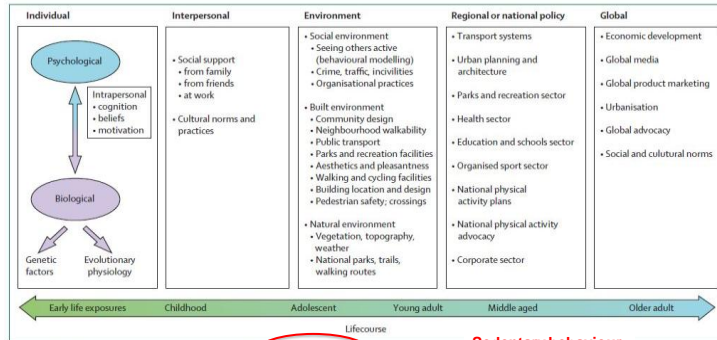 Individual
Psychological
Intrapersonal
• cognition
• beliefs
• motivation
Biological
Genetic
factors
Evolutionary
physiology
Interpersonal
• Social support
• from family
• from friends
• at work
• Cultural norms and
practices
Environment
• Social environment
• Seeing others active
(behavioural modelling)
• Crime, traffic, incivilities
• Organisational practices
• Built environment
• Community design
• Neighbourhood walkability
• Public transport
• Parks and recreation facilities
• Aesthetics and pleasantness
• Walking and cycling facilities
• Building location and design
• Pedestrian safety; crossings
• Natural environment
• Vegetation, topography,
weather
• National parks, trails,
walking routes
Regional or national policy
• Transport systems
• Urban planning and
architecture
• Parks and recreation sector
• Health sector
• Education and schools sector
• Organised sport sector
• National physical
activity plans
• National physical activity
advocacy
• Corporate sector
Global
• Economic development
• Global media
• Global product marketing
• Urbanisation
• Global advocacy
• Social and culutural norms
Early life exposures Childhood Adolescent Young adult Middle aged Older adult
Lifecourse